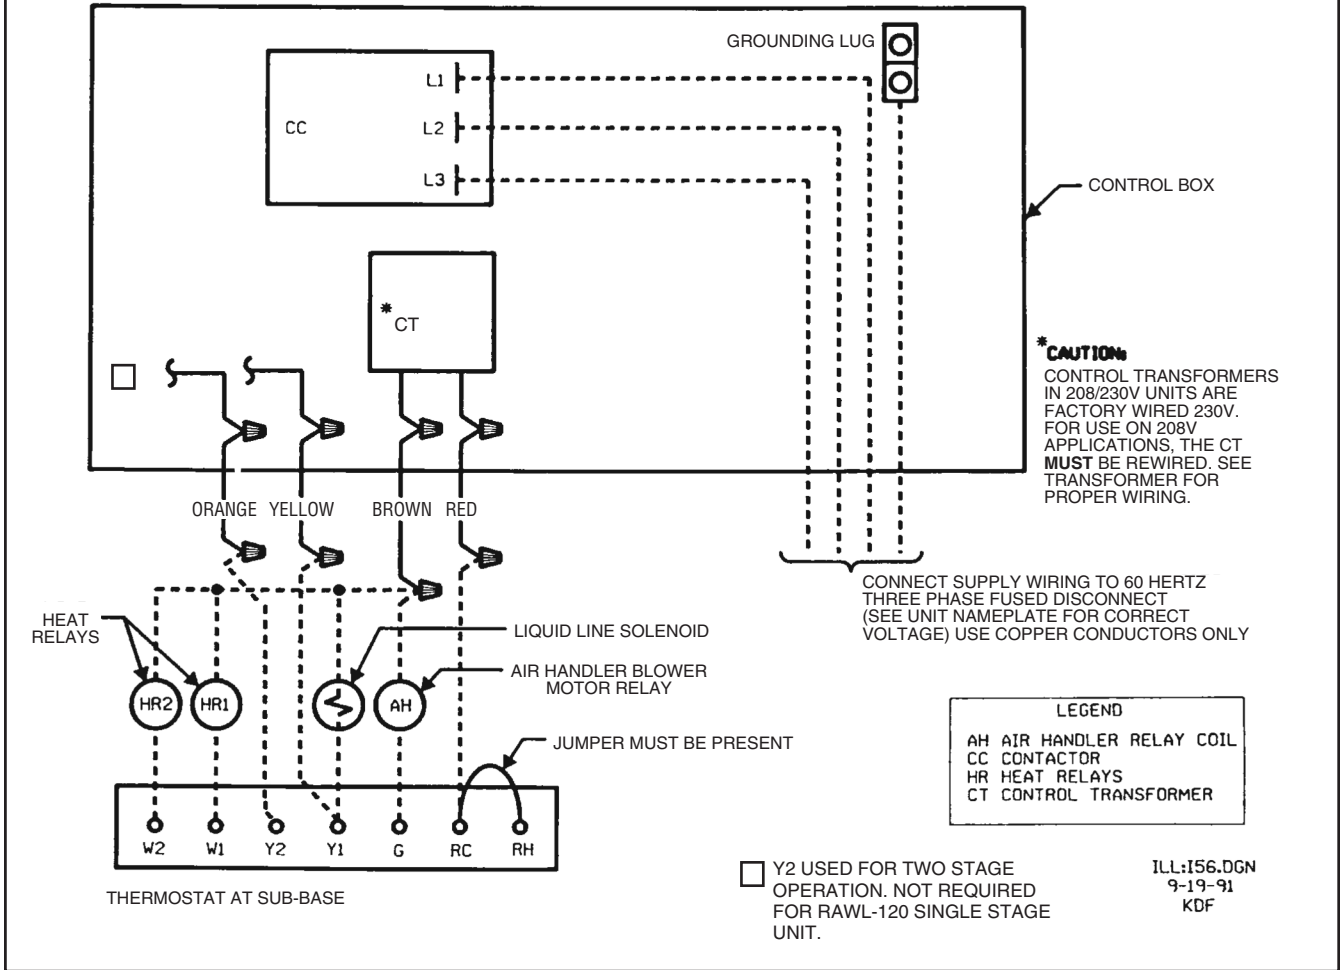 GROUNDING LUG
L1
CC
L2
L3
CONTROL BOX
*
CT
*CAUTION:
CONTROL TRANSFORMERS
IN 208/230V UNITS ARE
FACTORY WIRED 230V.
FOR USE ON 208V
APPLICATIONS, THE CT
MUST BE REWIRED. SEE
TRANSFORMER FOR
PROPER WIRING.
ORANGE YELLOW BROWN RED
CONNECT SUPPLY WIRING TO 60 HERTZ
THREE PHASE FUSED DISCONNECT
(SEE UNIT NAMEPLATE FOR CORRECT
VOLTAGE) USE COPPER CONDUCTORS ONLY
HEAT
RELAYS
LIQUID LINE SOLENOID
AIR HANDLER BLOWER
MOTOR RELAY
HR2 HR1 AH
JUMPER MUST BE PRESENT
LEGEND
AH AIR HANDLER RELAY COIL
CC CONTACTOR
HR HEAT RELAYS
CT CONTROL TRANSFORMER
W2 W1 Y2 Y1 G RC RH
THERMOSTAT AT SUB-BASE
Y2 USED FOR TWO STAGE
OPERATION. NOT REQUIRED
FOR RAWL-120 SINGLE STAGE
UNIT.
ILL:I56.DGN
9-19-91
KDF